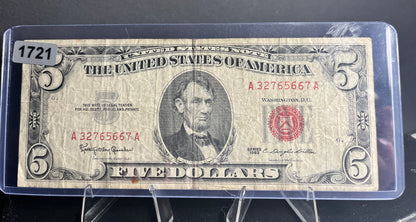 1721
5
UNITED STATES NOTE
5
THE UNITED STATES OF AMERICA
A 32765667 A
THIS NOTE IS LEGAL TENDER
FOR ALL DEBTS, PUBLIC AND PRIVATE
WASHINGTON, D.C.
A 32765667 A
SERIES
1963
5
FIVE DOLLARS
5